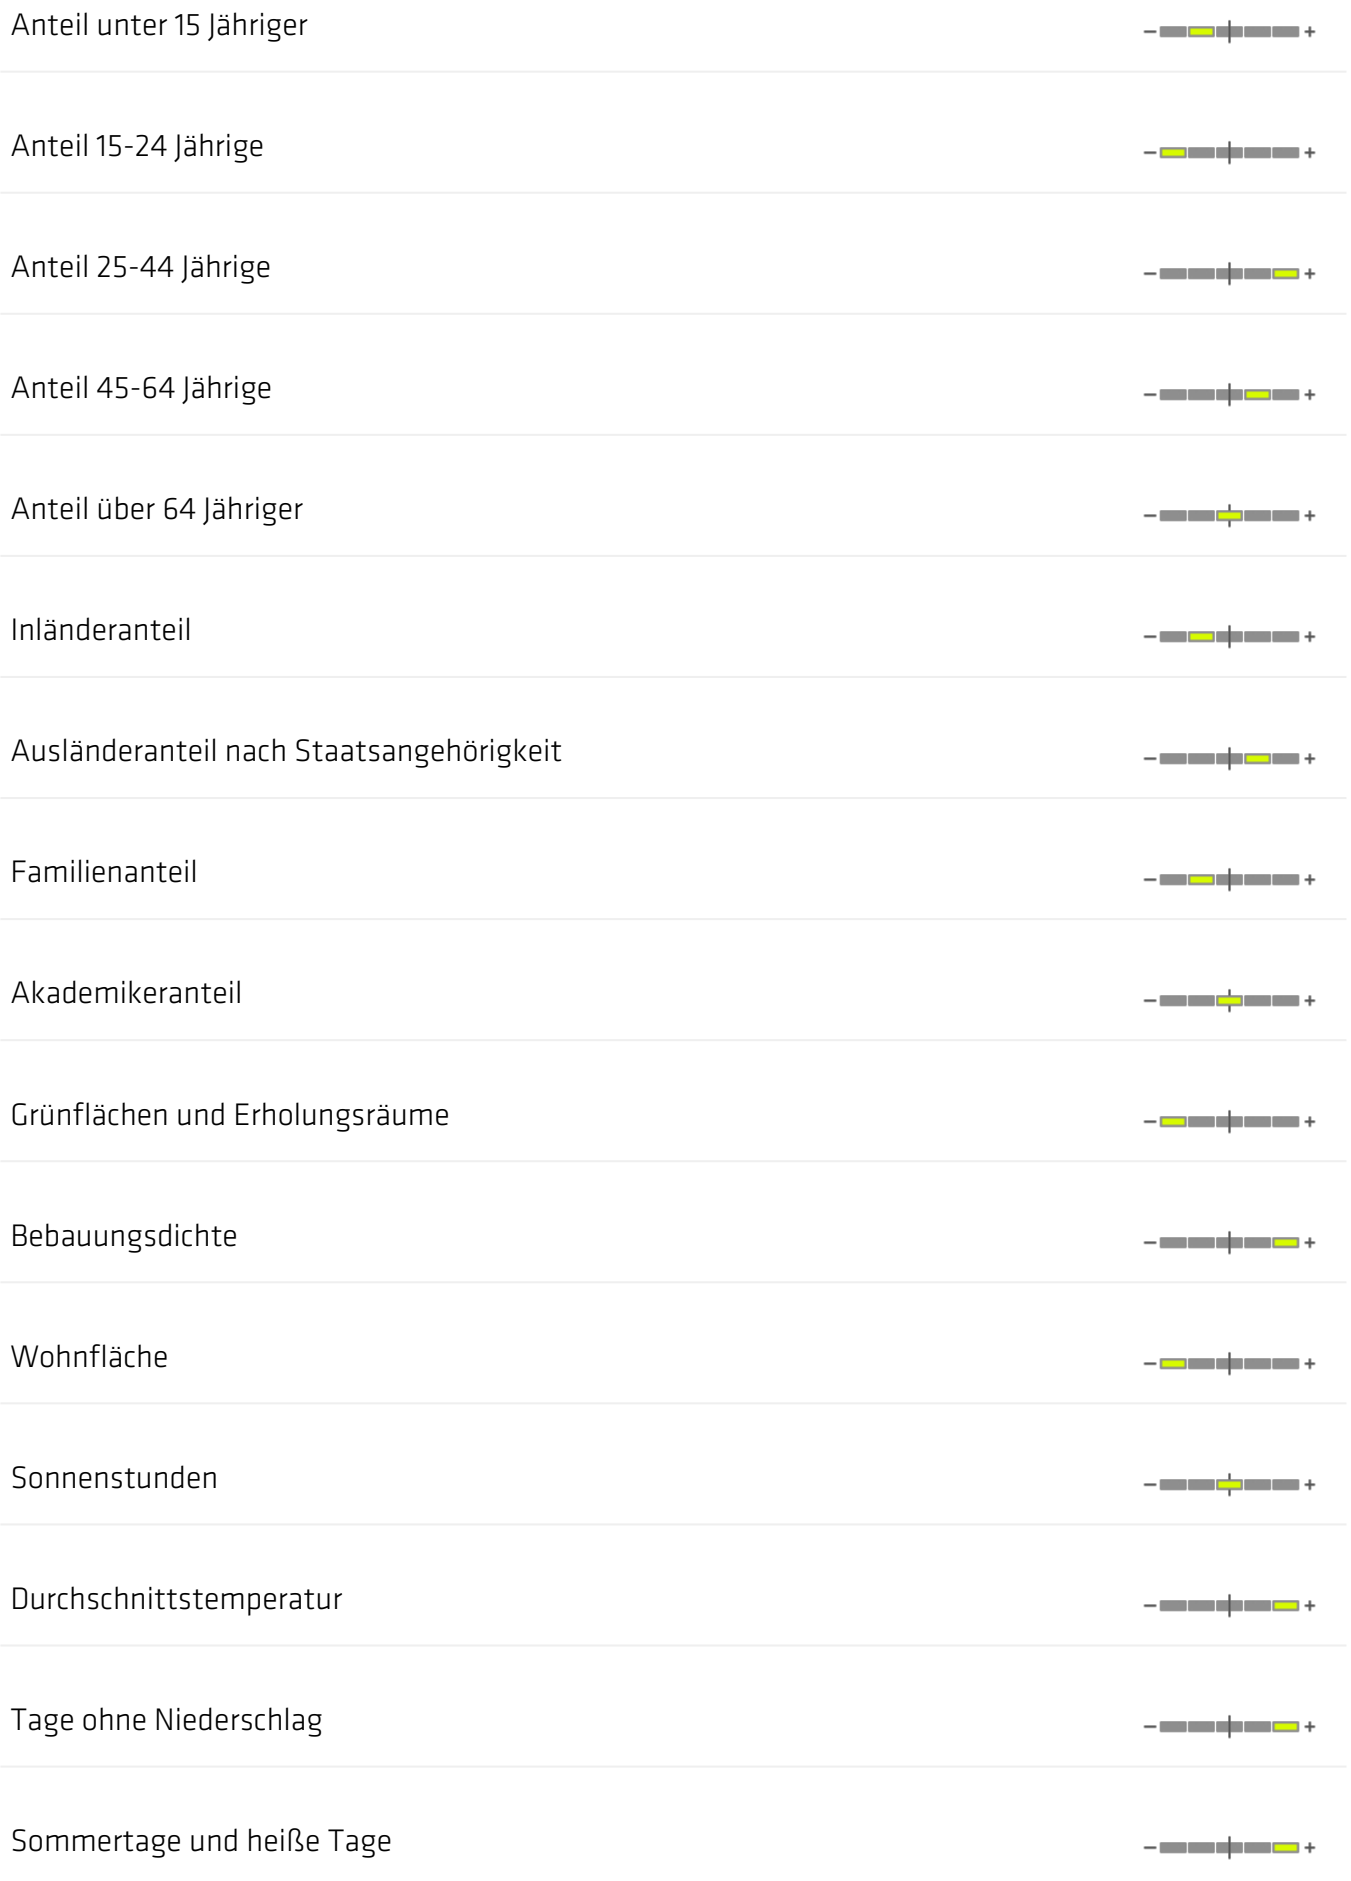 Anteil unter 15 Jähriger - +
Anteil 15-24 Jährige - +
Anteil 25-44 Jährige - +
Anteil 45-64 Jährige - +
Anteil über 64 Jähriger - +
Inländeranteil - +
Ausländeranteil nach Staatsangehörigkeit - +
Familienanteil - +
Akademikeranteil - +
Grünflächen und Erholungsräume - +
Bebauungsdichte - +
Wohnfläche - +
Sonnenstunden - +
Durchschnittstemperatur - +
Tage ohne Niederschlag - +
Sommertage und heiße Tage - +